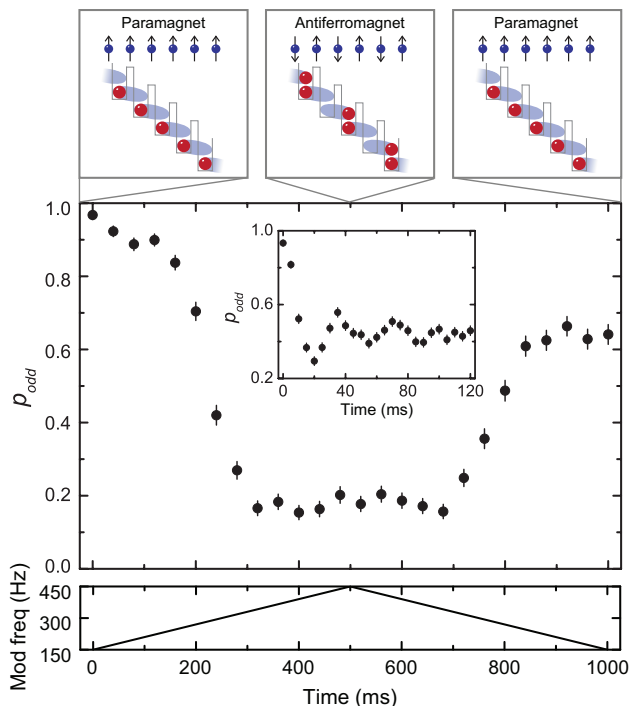 Paramagnet
Antiferromagnet
Paramagnet
1.0
0.8
0.6
0.4
0.2
0.0
p_odd
1.0
0.6
0.2
p_odd
0
40
80
120
Time (ms)
450
300
150
Mod freq (Hz)
0
200
400
600
800
1000
Time (ms)